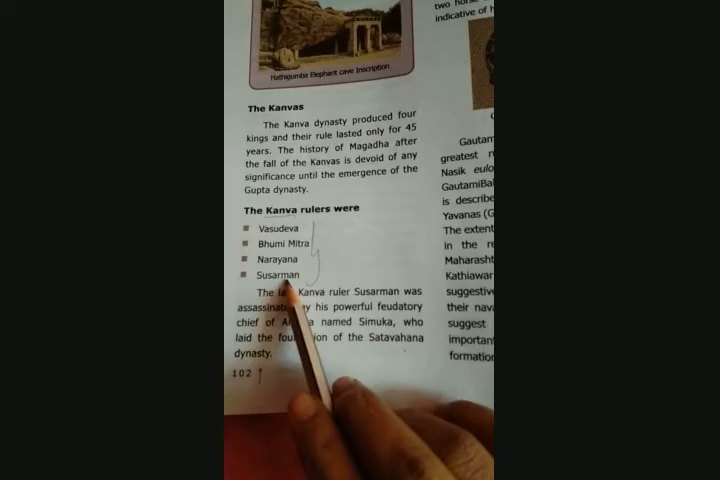 two
indicative of
Hathigumba Elephant cave Inscription
The Kanvas
The Kanva dynasty produced four
kings and their rule lasted only for 45
years. The history of Magadha after
the fall of the Kanvas is devoid of any
significance until the emergence of the
Gupta dynasty.
The Kanva rulers were
Vasudeva
Bhumi Mitra
Narayana
Susarman
The Kanva ruler Susarman was
his powerful feudatory
chief of named Simuka, who
laid the of the Satavahana
dynasty.
102
greatest
Nasik
GautamiBal
is describe
Yavanas (G
The extent
in the
Maharasht
Kathiawar
suggestive
their nav
suggest
important
formation